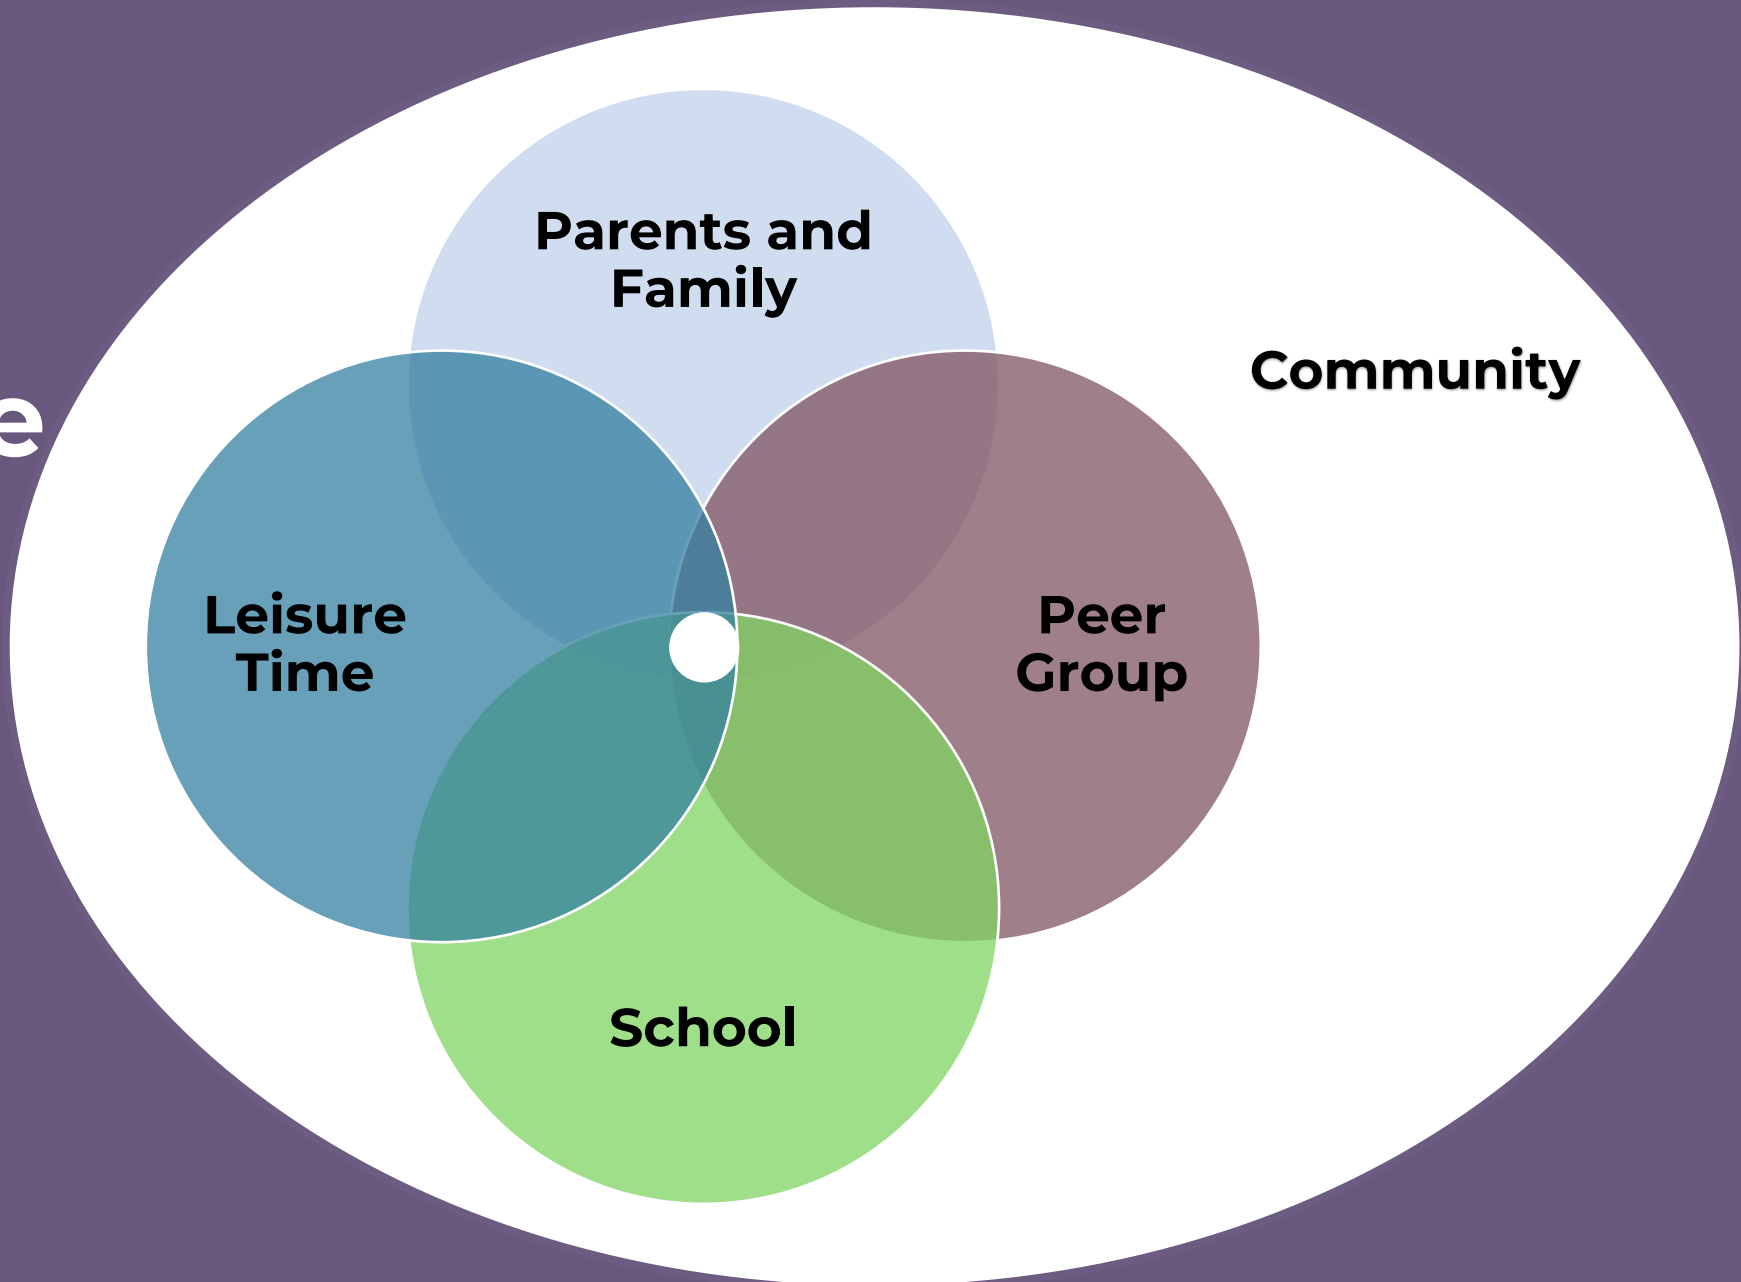 Parents and
Family
Community
Leisure
Time
Peer
Group
School